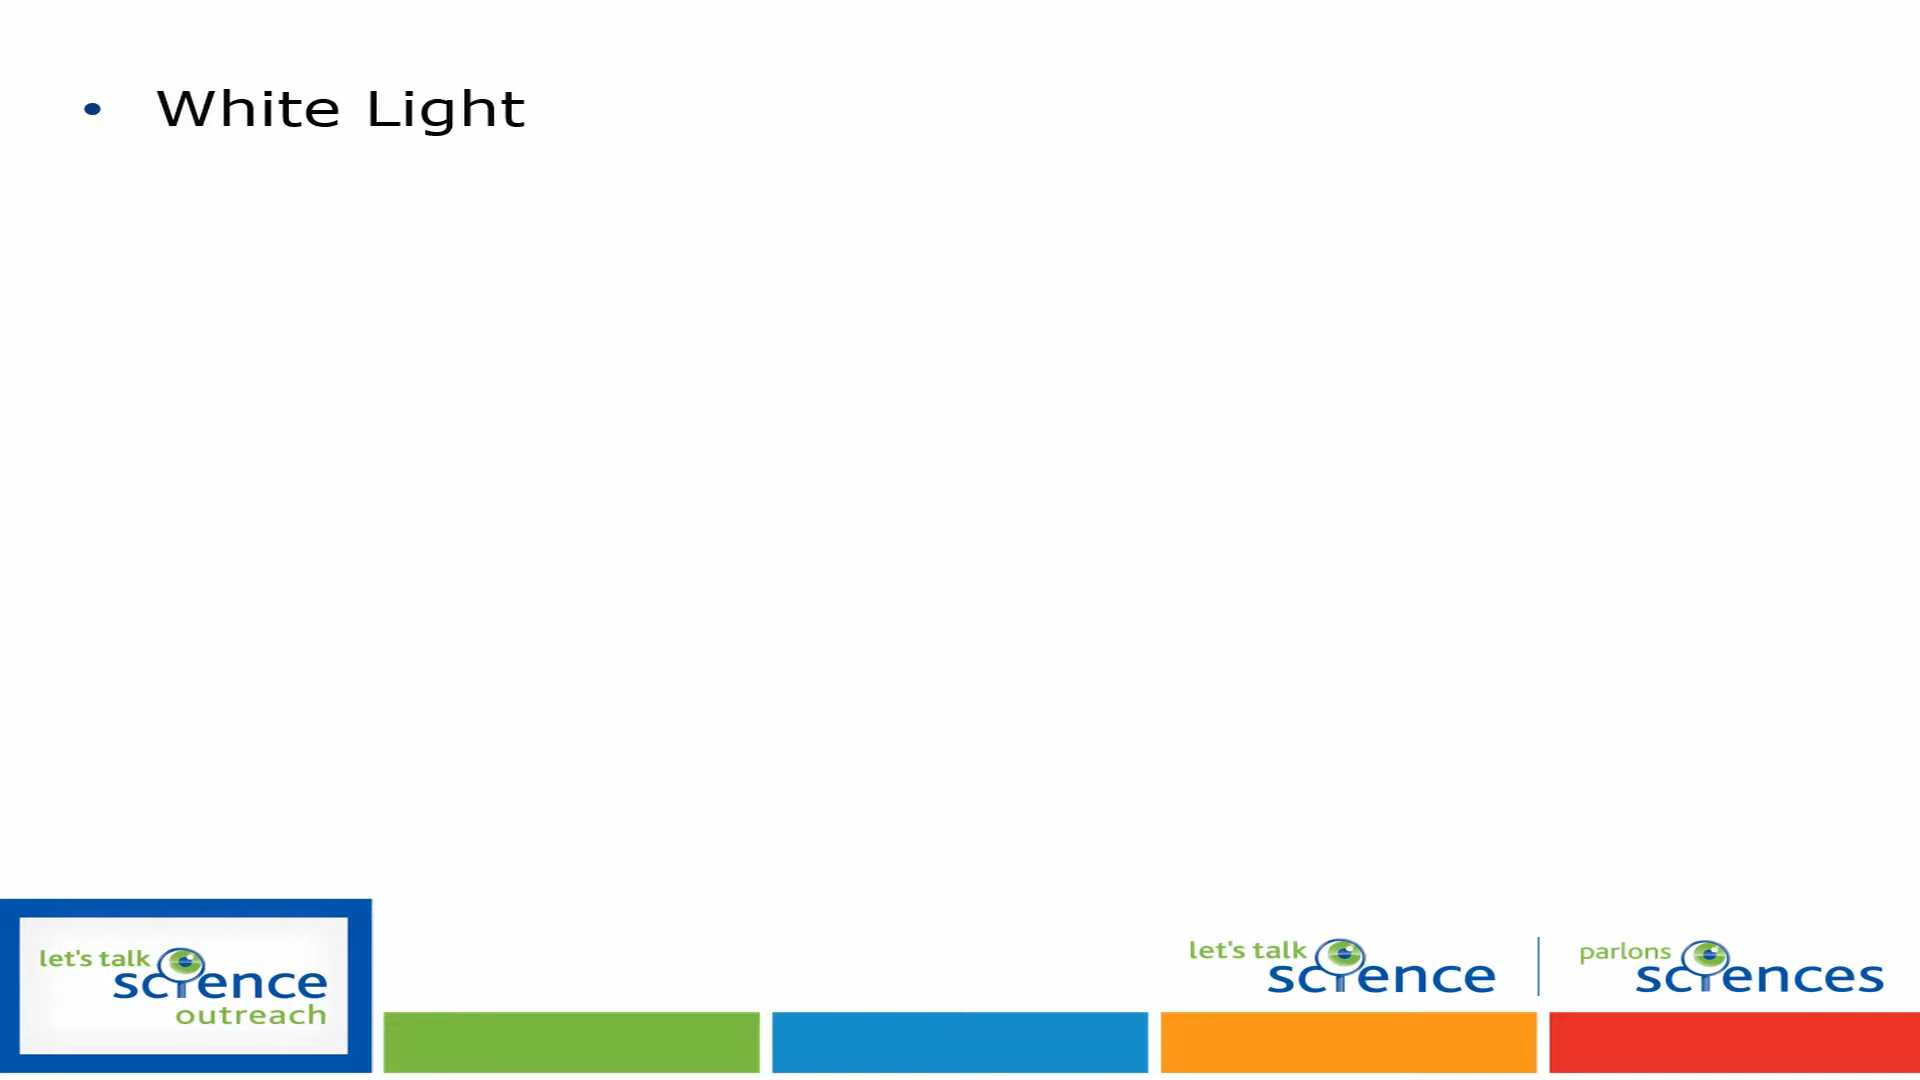 • White Light
let's talk
science
outreach
let's talk
science
parlons
sciences